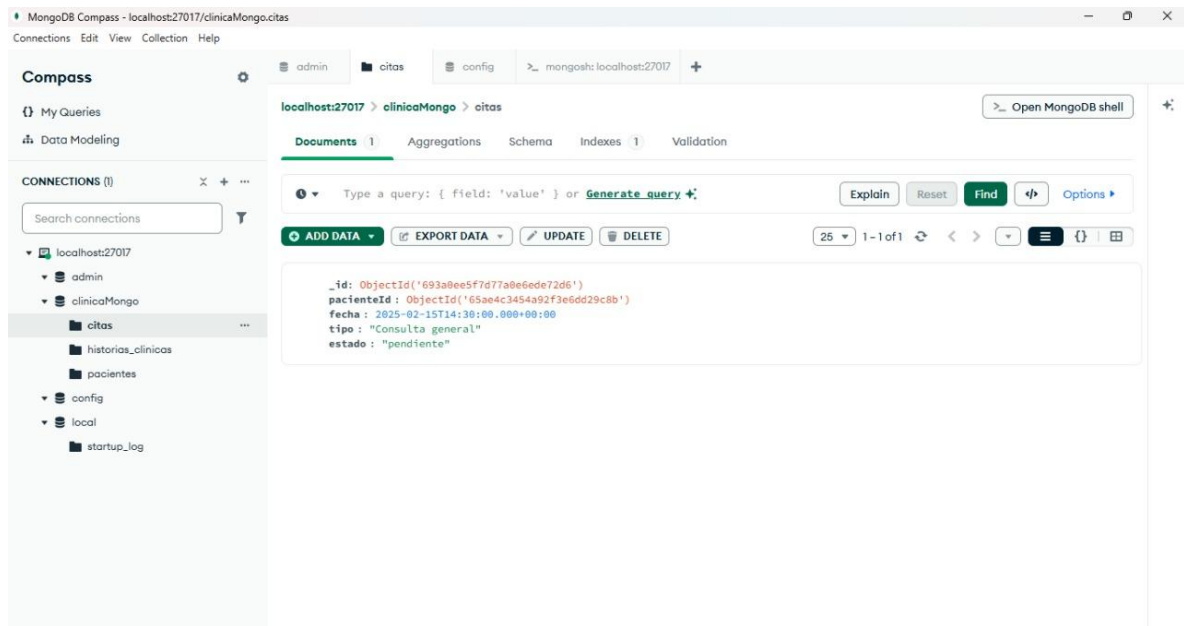 MongoDB Compass - localhost:27017/clinicaMongo.citas
Connections Edit View Collection Help
Compass
{} My Queries
Data Modeling
CONNECTIONS (1)
Search connections
localhost:27017
admin
clinicaMongo
citas
historias_clinicas
pacientes
config
local
startup_log
admin citas config >_ mongosh: localhost:27017
localhost:27017 > clinicaMongo > citas
>_ Open MongoDB shell
Documents 1 Aggregations Schema Indexes 1 Validation
Type a query: { field: 'value' } or Generate query
Explain Reset Find </> Options
ADD DATA EXPORT DATA UPDATE DELETE
25 1-1 of 1 {}
_id: ObjectId('693a0ee5f7d77a0e6ede72d6')
pacienteId : ObjectId('65ae4c3454a92f3e6dd29c8b')
fecha : 2025-02-15T14:30:00.000+00:00
tipo : "Consulta general"
estado : "pendiente"